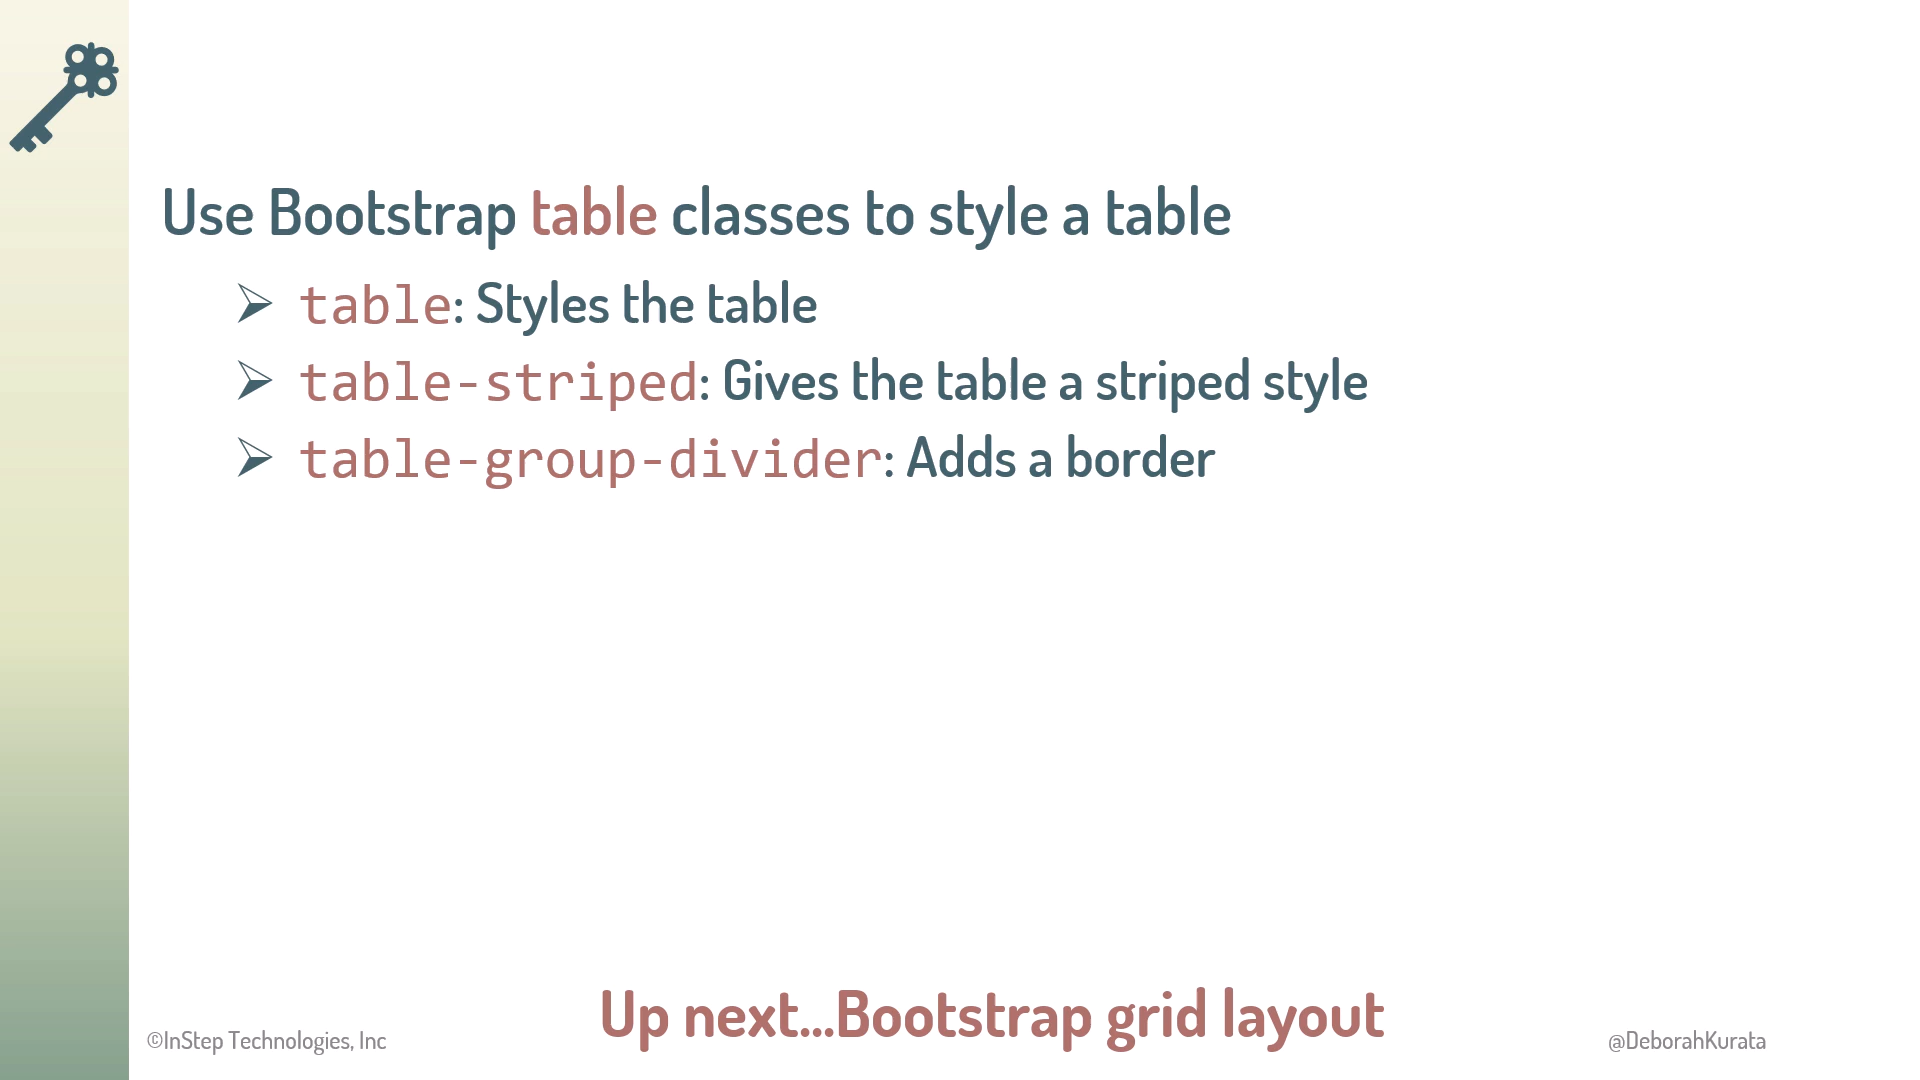 Use Bootstrap table classes to style a table
➢ table: Styles the table
➢ table-striped: Gives the table a striped style
➢ table-group-divider: Adds a border
Up next...Bootstrap grid layout
©InStep Technologies, Inc
@DeborahKurata